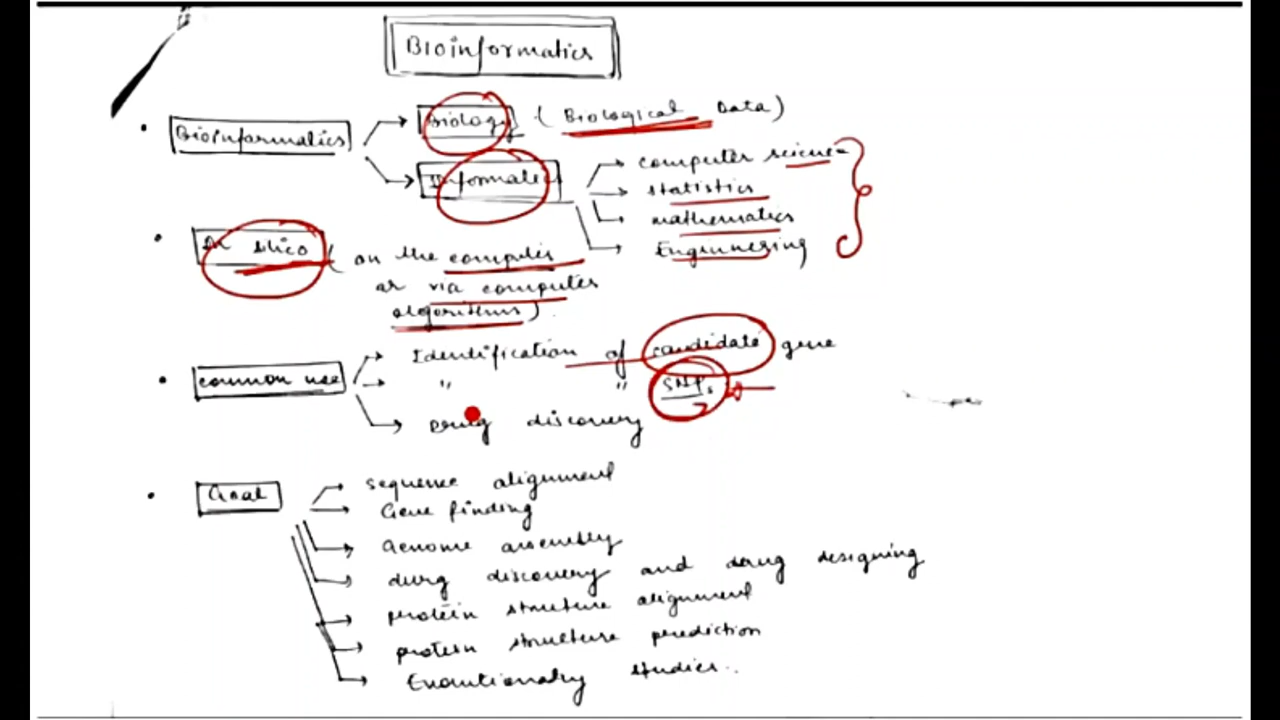 Bioinformatics
Bioinformatics
Biology (Biological Data)
Informatics
computer science
statistics
mathematics
Engineering
In silico (on the computer
or via computer
algorithms)
common use
Identification of candidate gene
" " SNPs
Drug discovery
Goal
sequence alignment
Gene finding
Genome assembly
durg discovery and drug designing
protein structure alignment
protein structure prediction
Evolutionary studies..